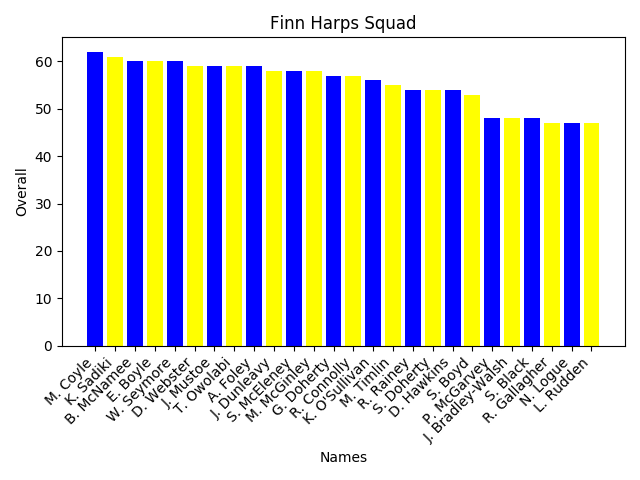 Finn Harps Squad
Overall
60
50
40
30
20
10
0
M. Coyle
K. Sadiki
B. McNamee
E. Boyle
W. Seymore
D. Webster
J. Mustoe
T. Owolabi
A. Foley
J. Dunleavy
S. McEleney
M. McGinley
G. Doherty
R. Connolly
K. O'Sullivan
M. Timlin
R. Rainey
S. Doherty
D. Hawkins
S. Boyd
P. McGarvey
J. Bradley-Walsh
S. Black
R. Gallagher
N. Logue
L. Rudden
Names